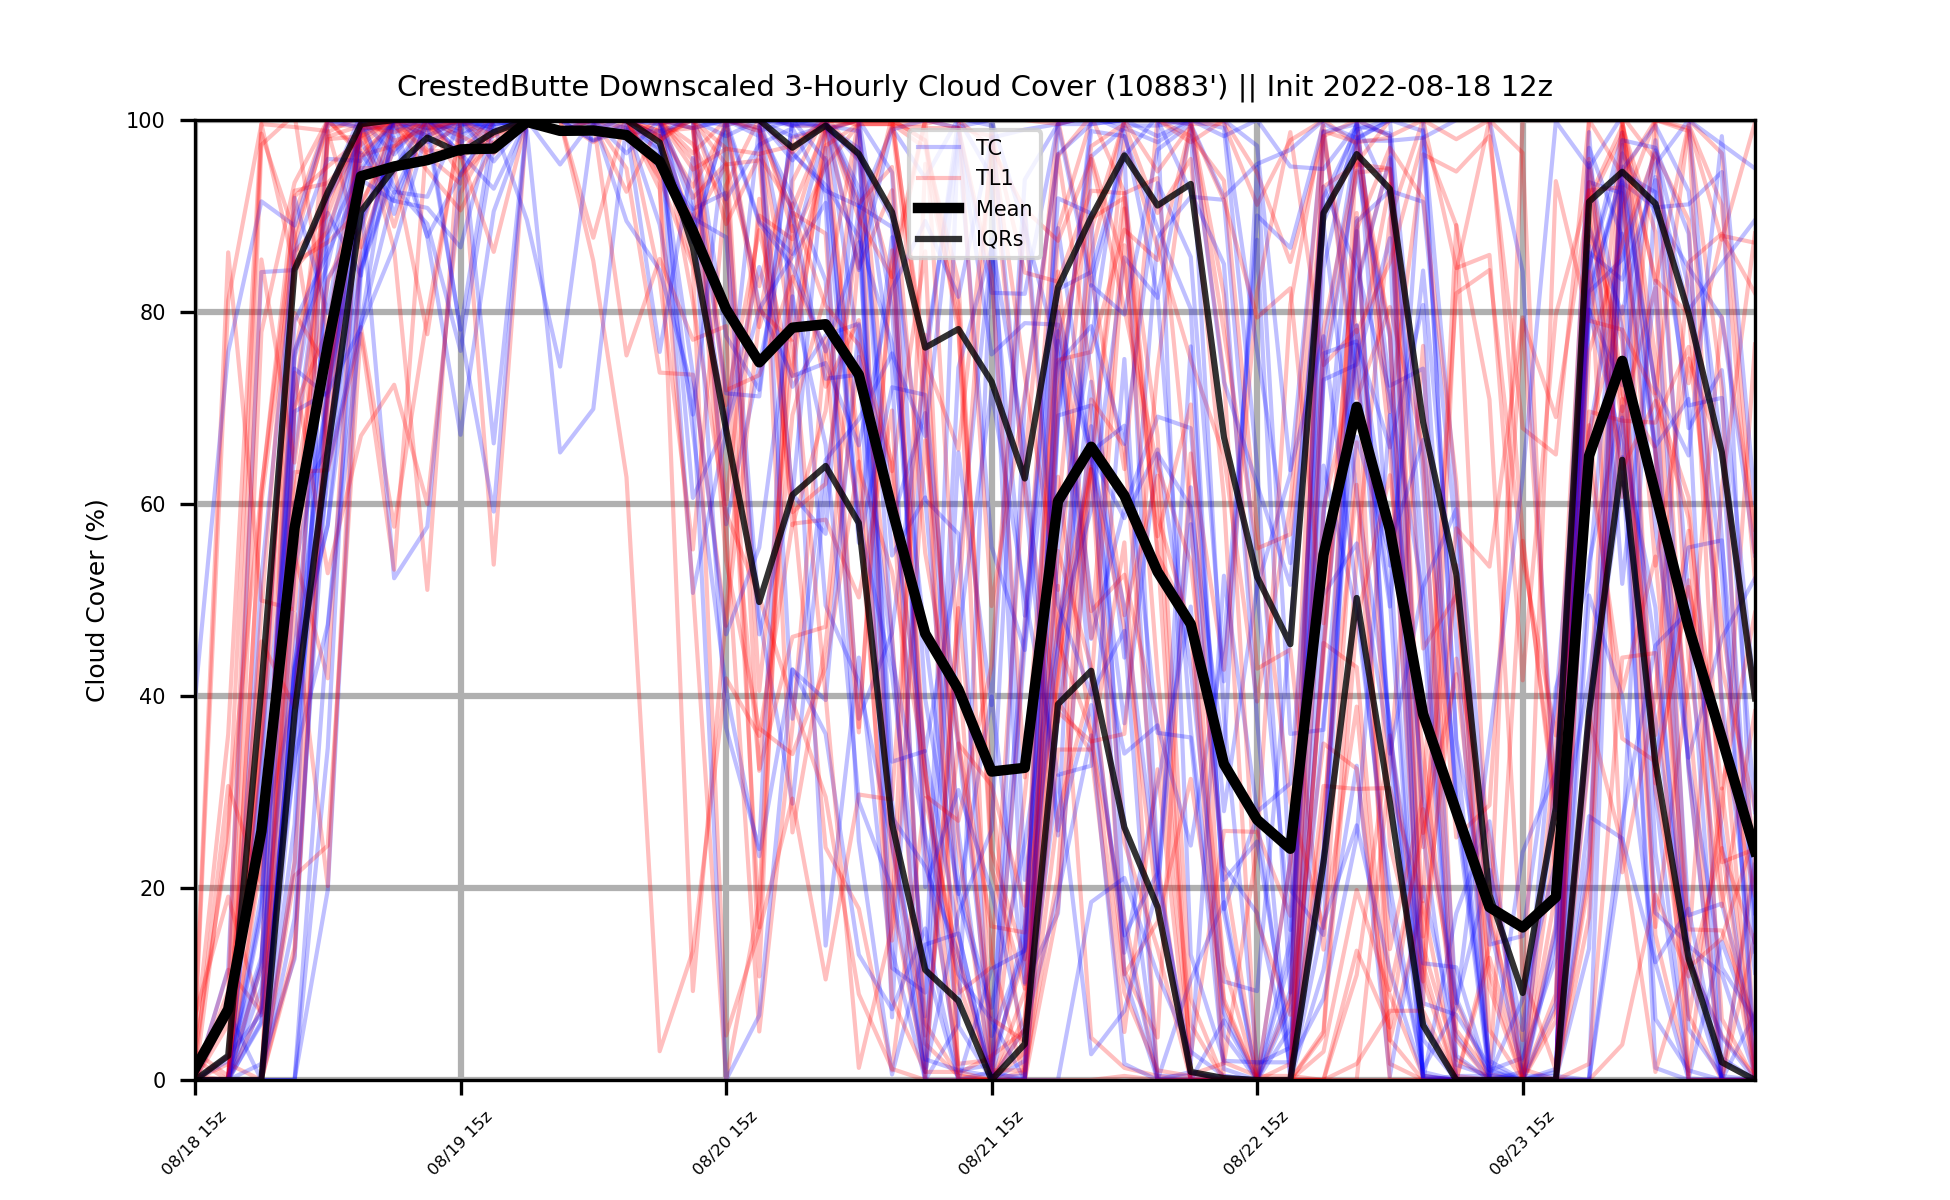 CrestedButte Downscaled 3-Hourly Cloud Cover (10883') || Init 2022-08-18 12z
Cloud Cover (%)
100
80
60
40
20
0
TC
TL1
Mean
IQRs
08/18 15z
08/19 15z
08/20 15z
08/21 15z
08/22 15z
08/23 15z